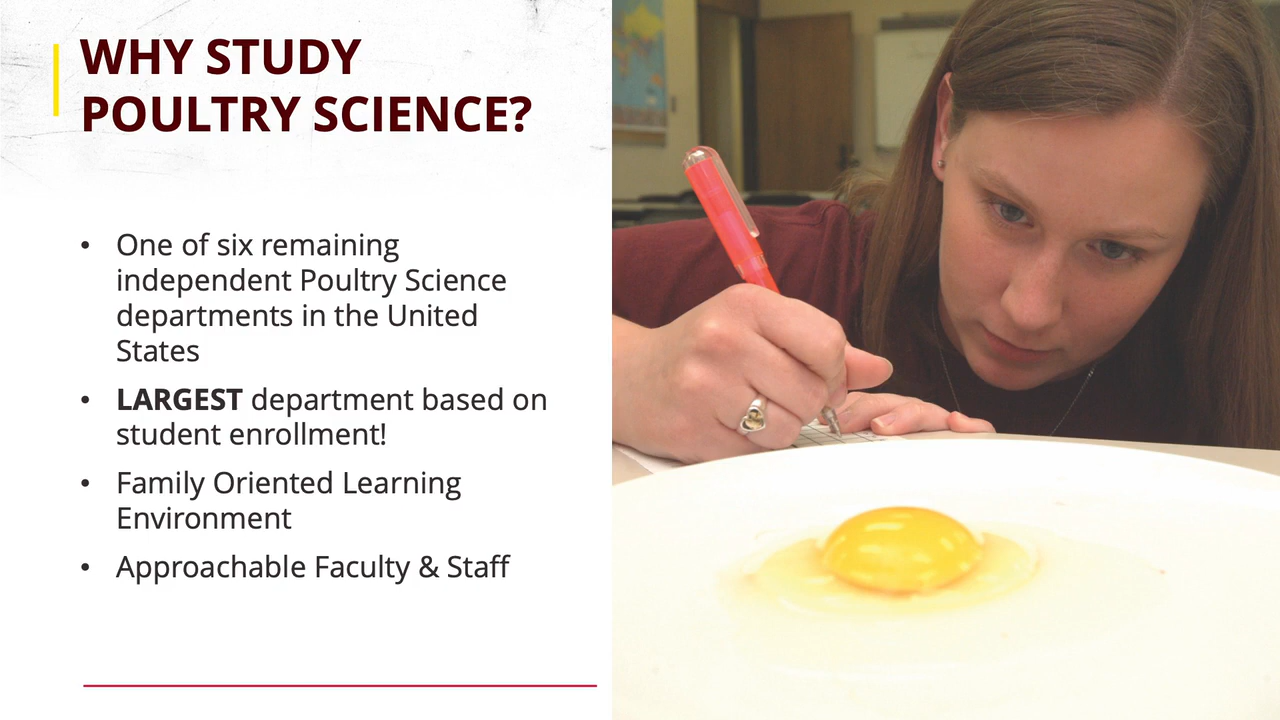 WHY STUDY
POULTRY SCIENCE?
• One of six remaining
independent Poultry Science
departments in the United
States
• LARGEST department based on
student enrollment!
• Family Oriented Learning
Environment
• Approachable Faculty & Staff